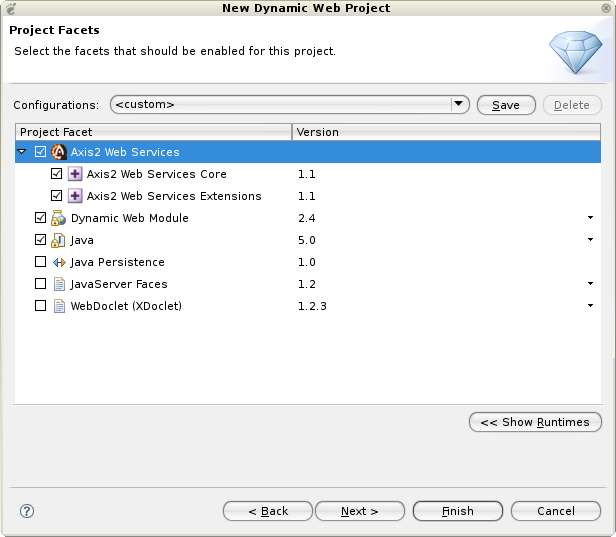 New Dynamic Web Project
Project Facets
Select the facets that should be enabled for this project.
Configurations: <custom> Save Delete
Project Facet Version
Axis2 Web Services
Axis2 Web Services Core 1.1
Axis2 Web Services Extensions 1.1
Dynamic Web Module 2.4
Java 5.0
Java Persistence 1.0
JavaServer Faces 1.2
WebDoclet (XDoclet) 1.2.3
<< Show Runtimes
? < Back Next > Finish Cancel